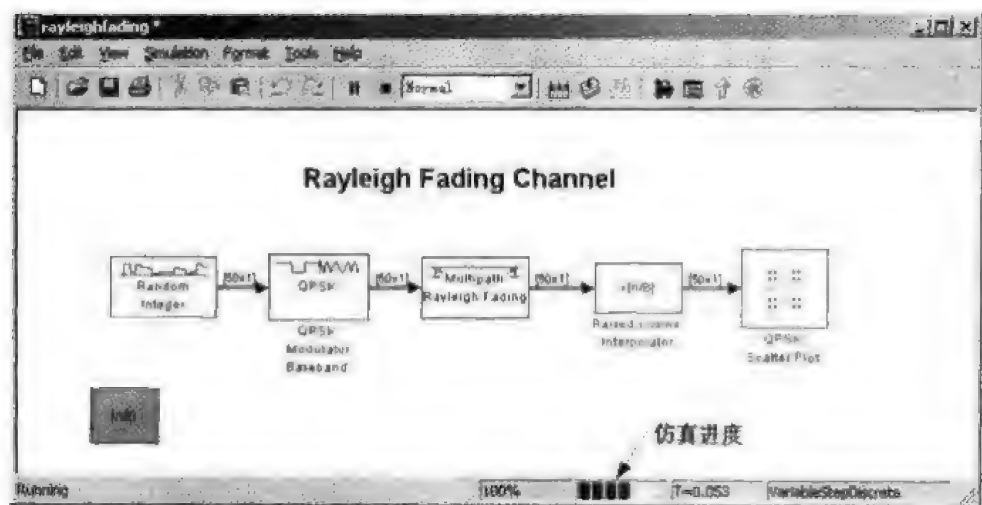 rayleighfading *
File Edit View Simulation Format Tools Help
Normal
Rayleigh Fading Channel
Random
Integer
[50x1]
QPSK
QPSK
Modulator
Baseband
[50x1]
Multipath
Rayleigh Fading
[50x1]
x[n/8]
Raised cosine
Interpolator
[50x1]
QPSK
Scatter Plot
仿真进度
Running
100%
T=0.053
VariableStepDiscrete